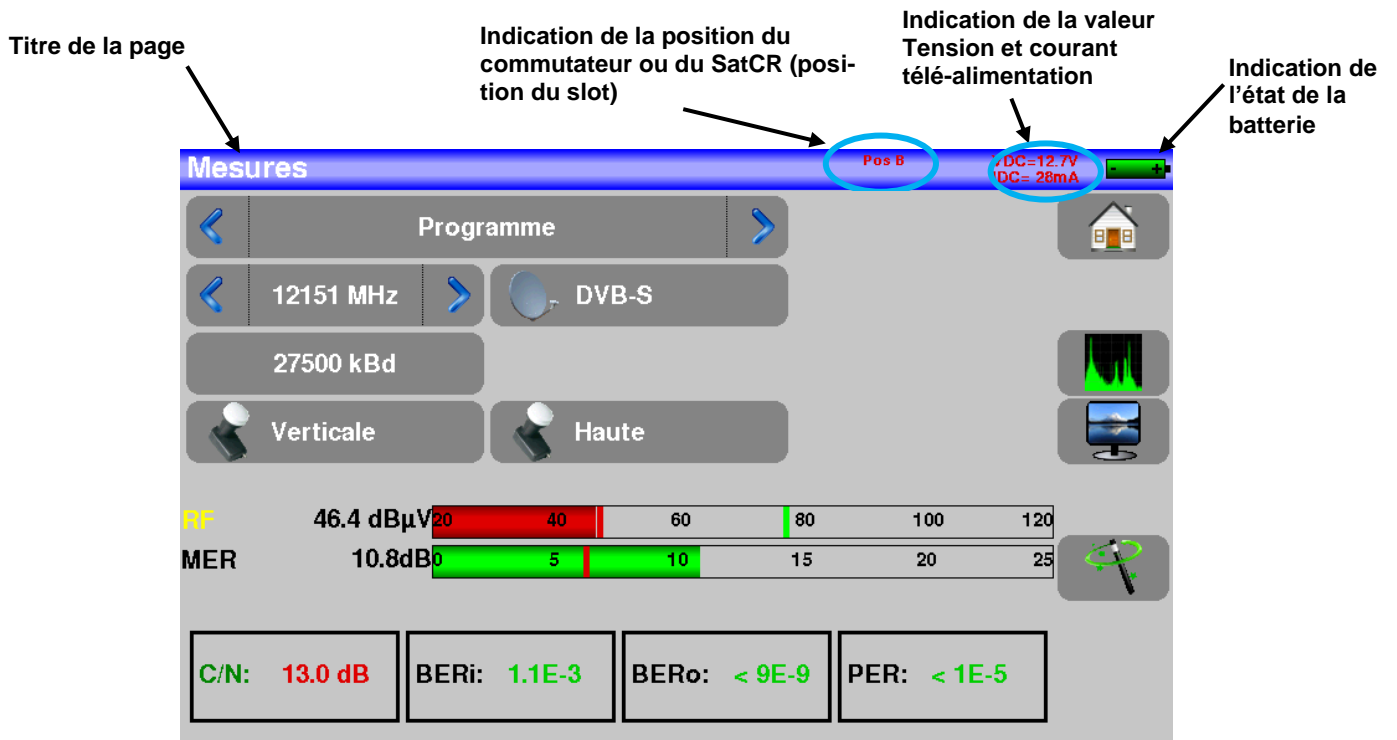 Titre de la page
Indication de la position du
commutateur ou du SatCR (posi-
tion du slot)
Indication de la valeur
Tension et courant
télé-alimentation
Indication de
l'état de la
batterie
Mesures
Pos B
VDC=12.7V
IDC= 28mA
- +
Programme
12151 MHz
DVB-S
27500 kBd
Verticale
Haute
RF 46.4 dBµV 20 40 60 80 100 120
MER 10.8dB 0 5 10 15 20 25
C/N: 13.0 dB
BERi: 1.1E-3
BERo: < 9E-9
PER: < 1E-5